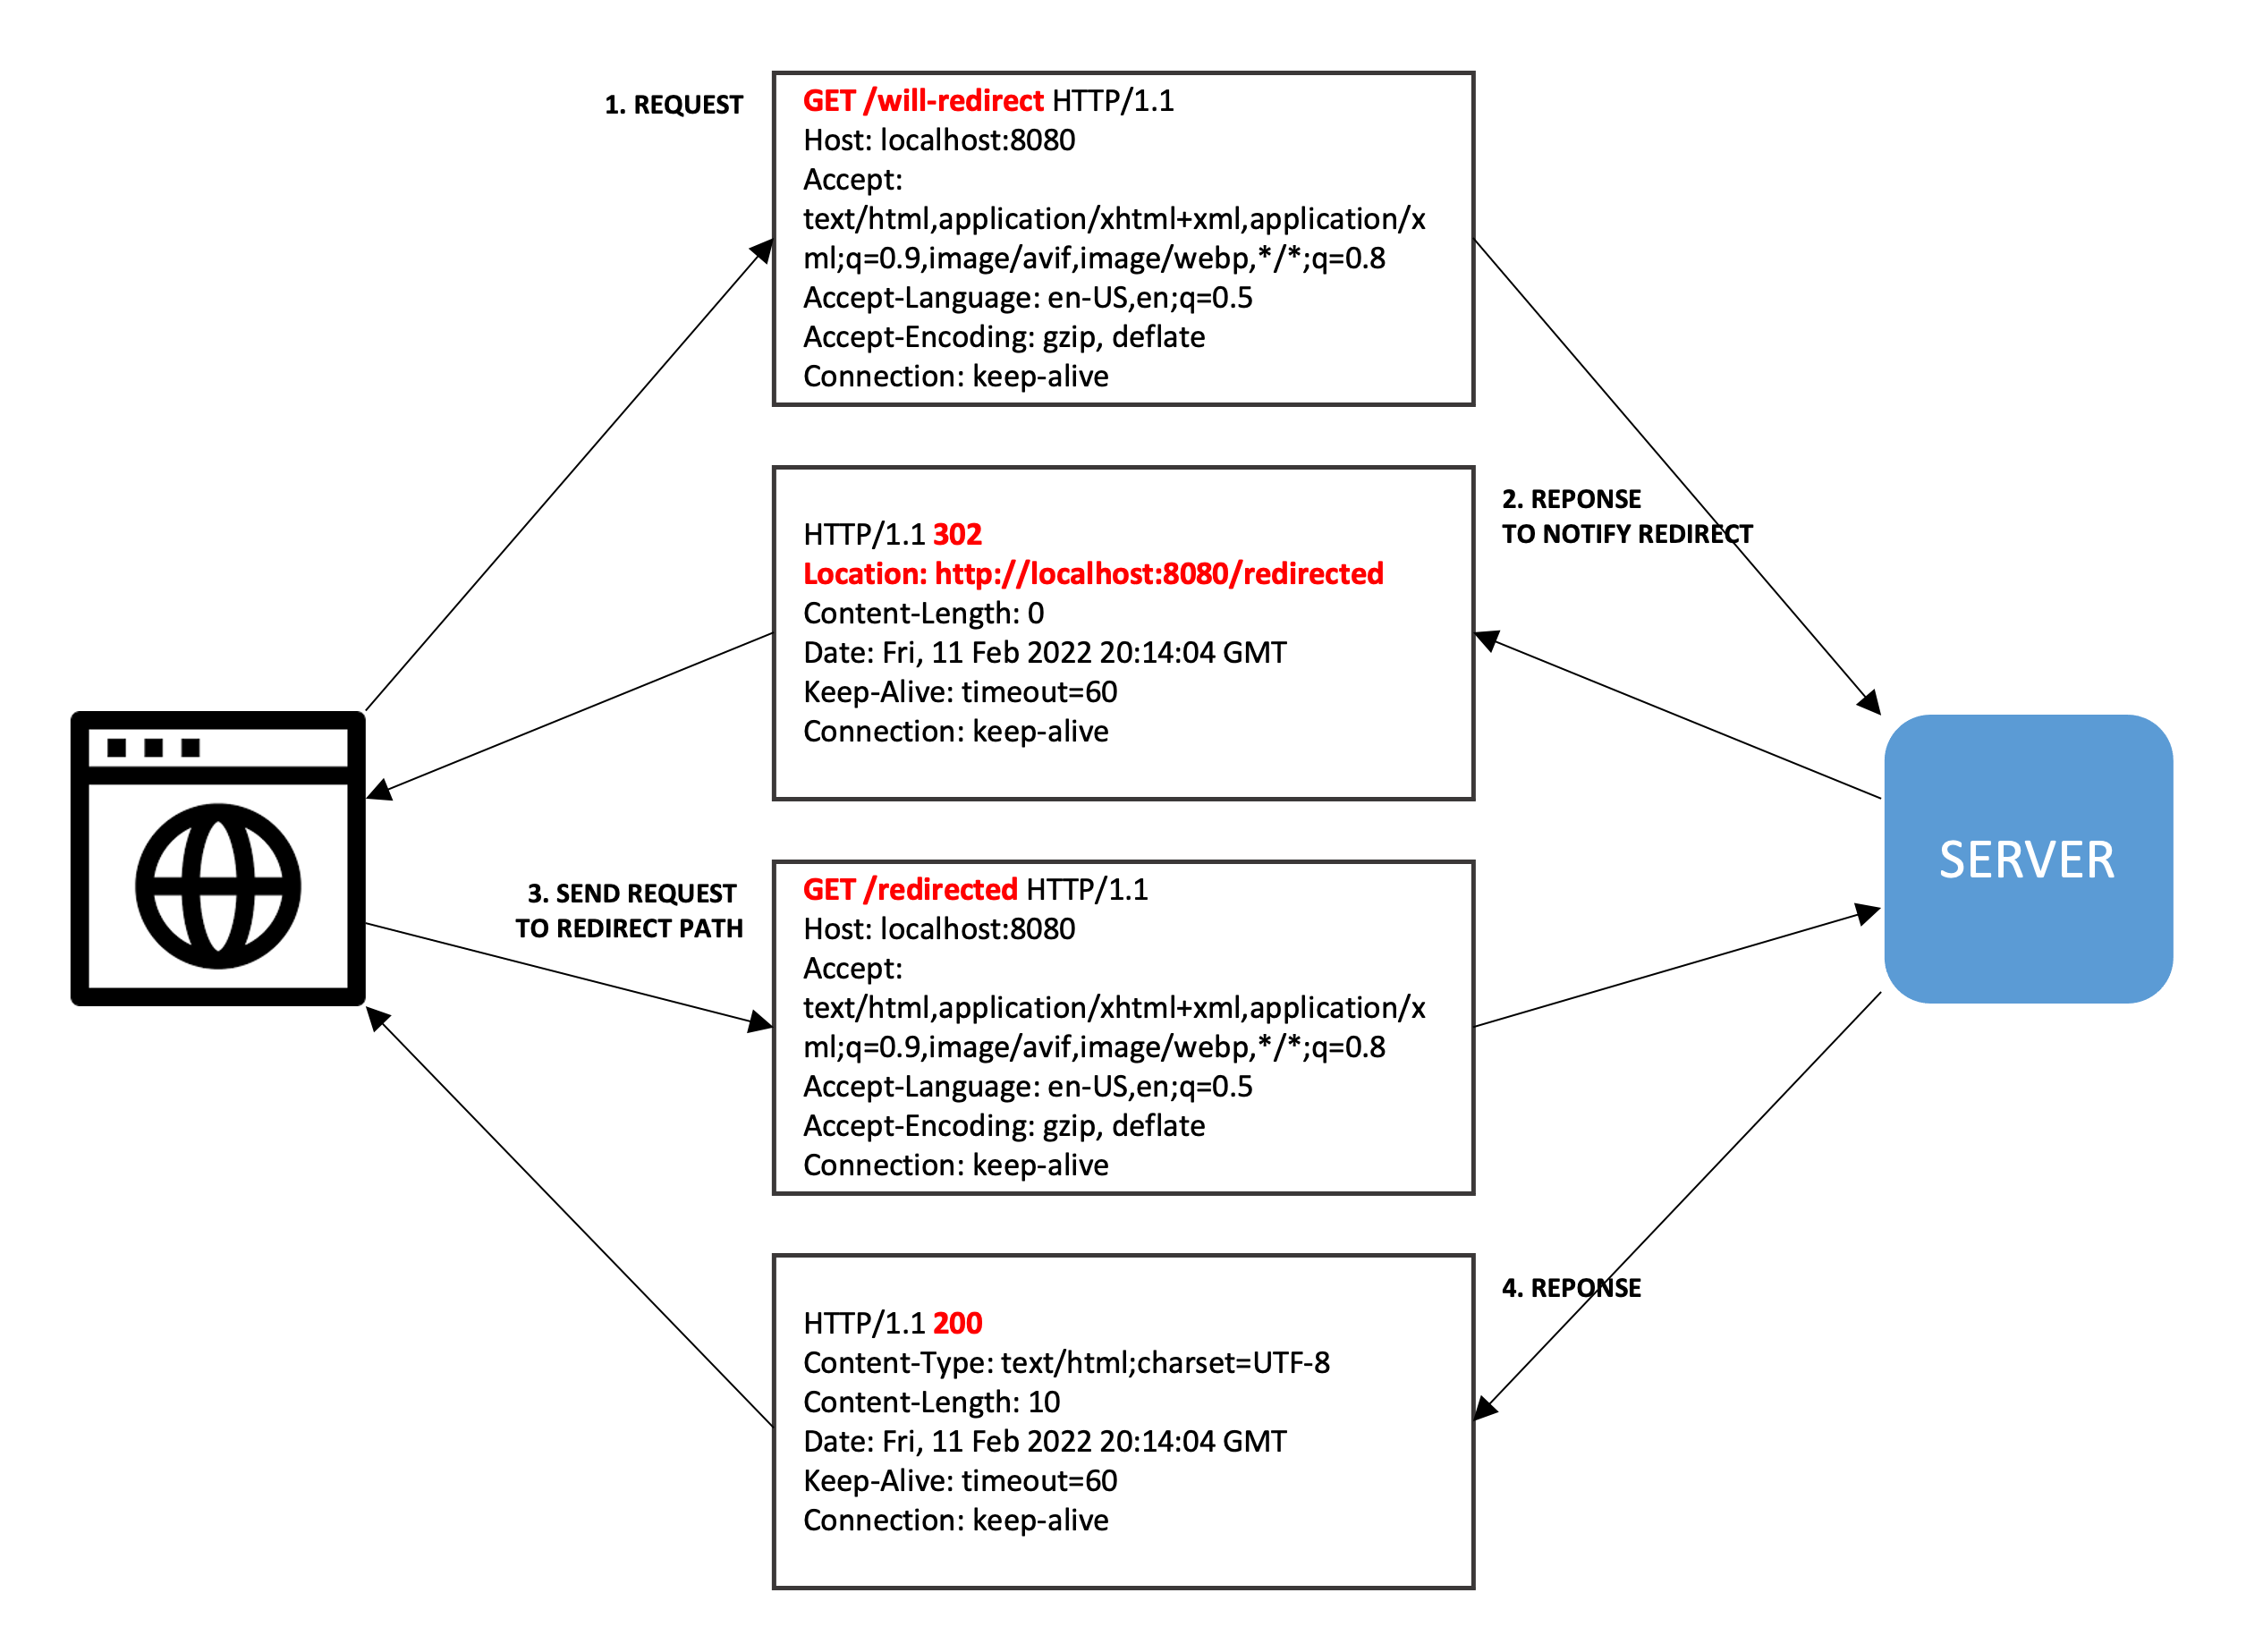 1. REQUEST
GET /will-redirect HTTP/1.1
Host: localhost:8080
Accept:
text/html,application/xhtml+xml,application/x
ml;q=0.9,image/avif,image/webp,*/*;q=0.8
Accept-Language: en-US,en;q=0.5
Accept-Encoding: gzip, deflate
Connection: keep-alive
2. REPONSE
TO NOTIFY REDIRECT
HTTP/1.1 302
Location: http://localhost:8080/redirected
Content-Length: 0
Date: Fri, 11 Feb 2022 20:14:04 GMT
Keep-Alive: timeout=60
Connection: keep-alive
SERVER
3. SEND REQUEST
TO REDIRECT PATH
GET /redirected HTTP/1.1
Host: localhost:8080
Accept:
text/html,application/xhtml+xml,application/x
ml;q=0.9,image/avif,image/webp,*/*;q=0.8
Accept-Language: en-US,en;q=0.5
Accept-Encoding: gzip, deflate
Connection: keep-alive
4. REPONSE
HTTP/1.1 200
Content-Type: text/html;charset=UTF-8
Content-Length: 10
Date: Fri, 11 Feb 2022 20:14:04 GMT
Keep-Alive: timeout=60
Connection: keep-alive